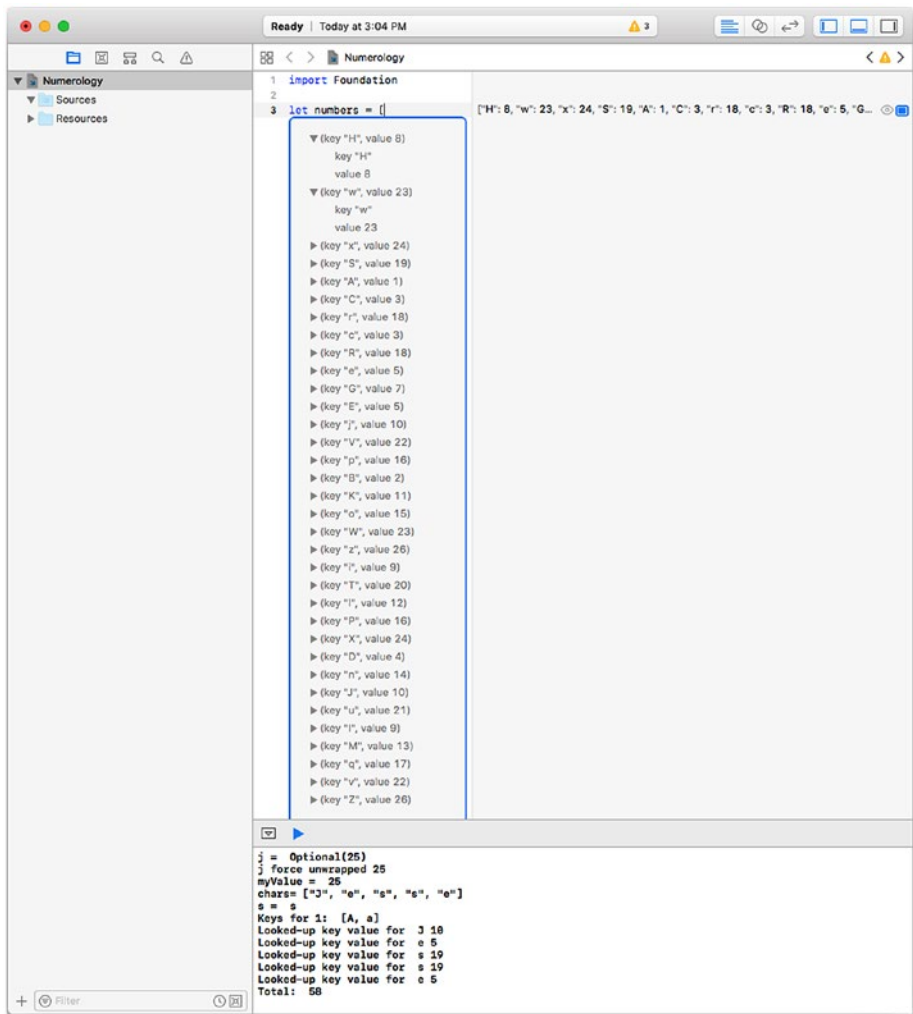 Ready | Today at 3:04 PM
3
Numerology
Numerology
Sources
Resources
1 import Foundation
2
3 let numbers = [
["H": 8, "w": 23, "x": 24, "S": 19, "A": 1, "C": 3, "r": 18, "c": 3, "R": 18, "e": 5, "G...
(key "H", value 8)
key "H"
value 8
(key "w", value 23)
key "w"
value 23
(key "x", value 24)
(key "S", value 19)
(key "A", value 1)
(key "C", value 3)
(key "r", value 18)
(key "c", value 3)
(key "R", value 18)
(key "e", value 5)
(key "G", value 7)
(key "E", value 5)
(key "j", value 10)
(key "V", value 22)
(key "p", value 16)
(key "B", value 2)
(key "K", value 11)
(key "o", value 15)
(key "W", value 23)
(key "z", value 26)
(key "i", value 9)
(key "T", value 20)
(key "l", value 12)
(key "P", value 16)
(key "X", value 24)
(key "D", value 4)
(key "n", value 14)
(key "J", value 10)
(key "u", value 21)
(key "I", value 9)
(key "M", value 13)
(key "q", value 17)
(key "v", value 22)
(key "Z", value 26)
j = Optional(25)
j force unwrapped 25
myValue = 25
chars= ["J", "e", "s", "s", "e"]
s = s
Keys for 1: [A, a]
Looked-up key value for J 10
Looked-up key value for e 5
Looked-up key value for s 19
Looked-up key value for s 19
Looked-up key value for e 5
Total: 58
Filter